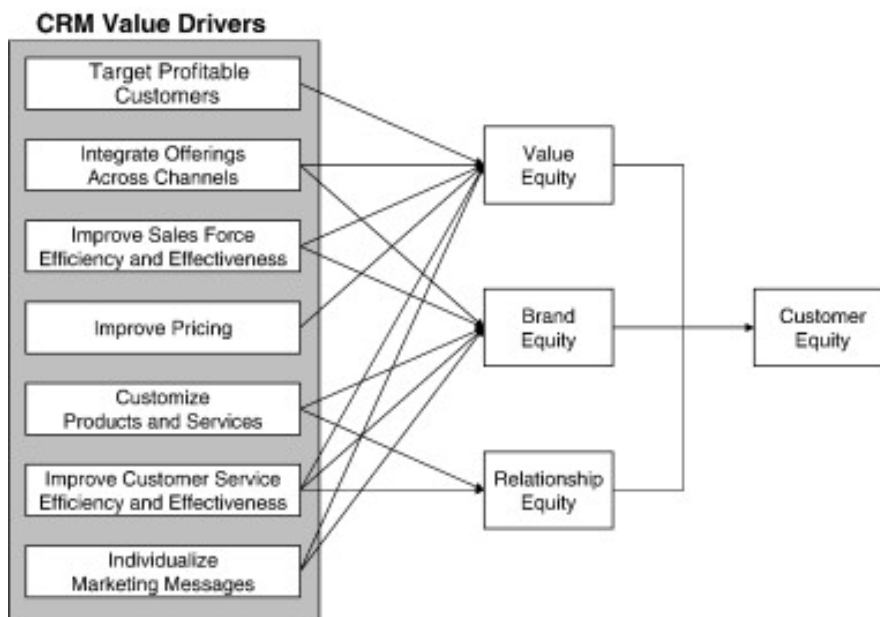 CRM Value Drivers
Target Profitable
Customers
Integrate Offerings
Across Channels
Improve Sales Force
Efficiency and Effectiveness
Improve Pricing
Customize
Products and Services
Improve Customer Service
Efficiency and Effectiveness
Individualize
Marketing Messages
Value
Equity
Brand
Equity
Relationship
Equity
Customer
Equity